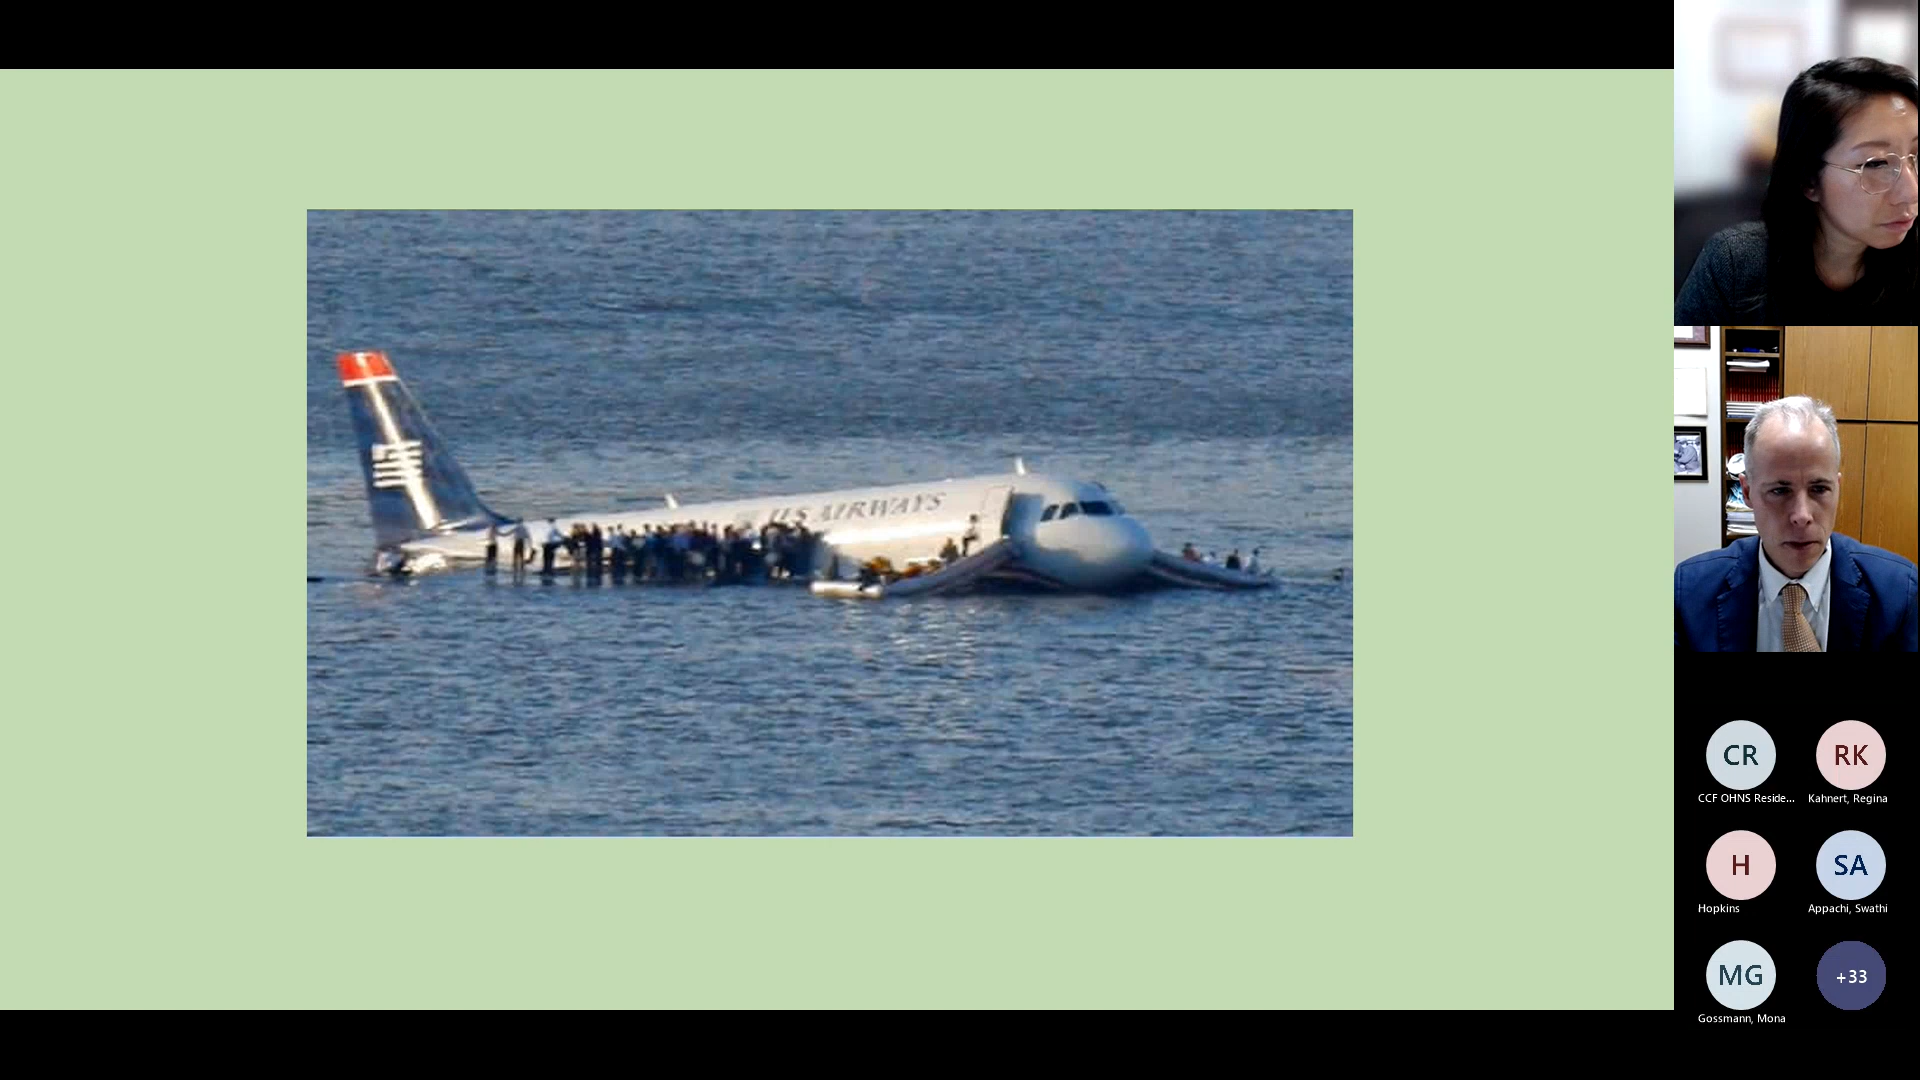 US AIRWAYS
CR
CCF OHNS Reside...
RK
Kahnert, Regina
H
Hopkins
SA
Appachi, Swathi
MG
Gossmann, Mona
+33